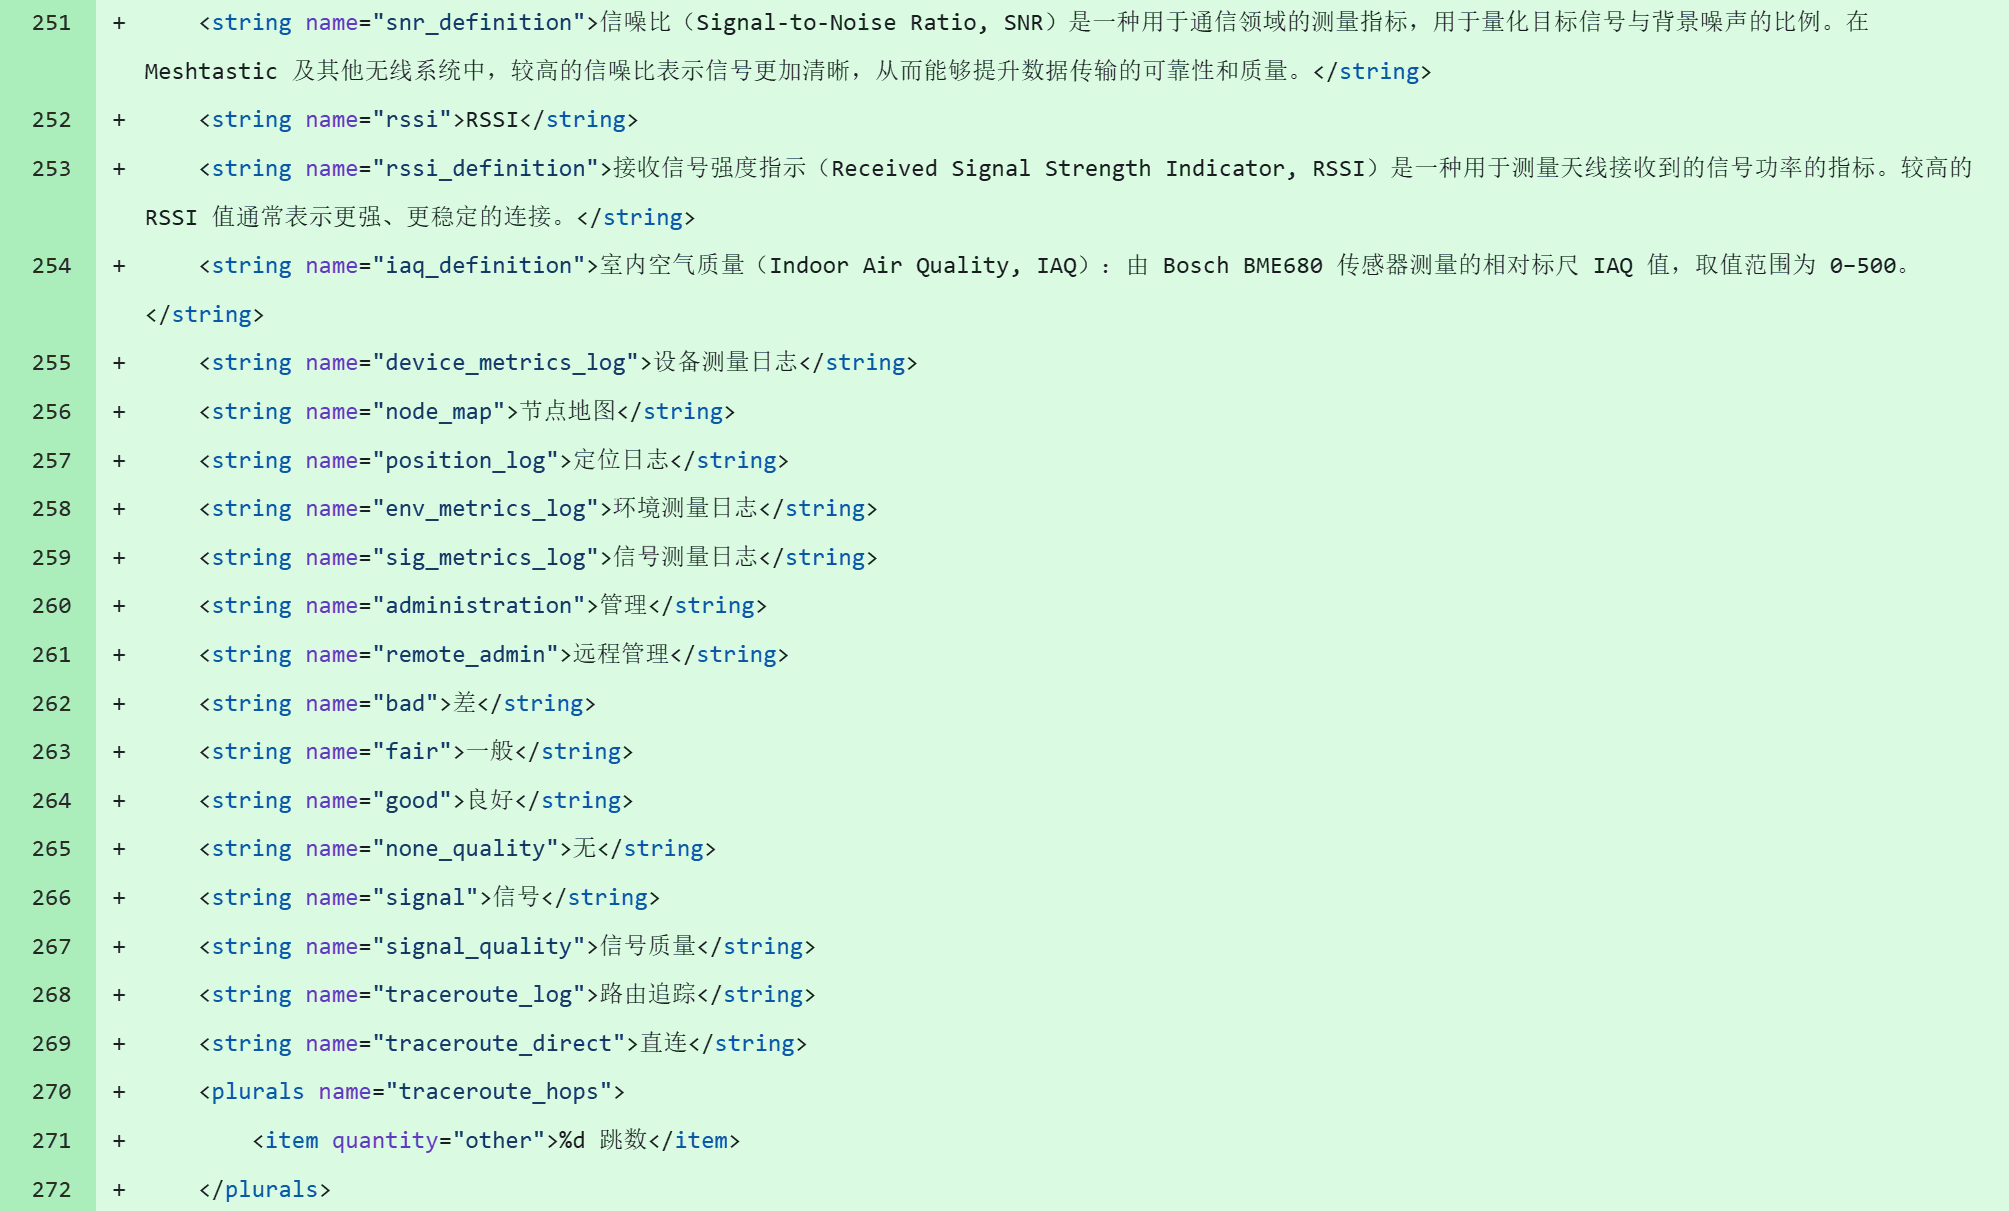 251 + <string name="snr_definition">信噪比（Signal-to-Noise Ratio, SNR）是一种用于通信领域的测量指标，用于量化目标信号与背景噪声的比例。在
Meshtastic 及其他无线系统中，较高的信噪比表示信号更加清晰，从而能够提升数据传输的可靠性和质量。</string>
252 + <string name="rssi">RSSI</string>
253 + <string name="rssi_definition">接收信号强度指示（Received Signal Strength Indicator, RSSI）是一种用于测量天线接收到的信号功率的指标。较高的
RSSI 值通常表示更强、更稳定的连接。</string>
254 + <string name="iaq_definition">室内空气质量（Indoor Air Quality, IAQ）：由 Bosch BME680 传感器测量的相对标尺 IAQ 值，取值范围为 0–500。
</string>
255 + <string name="device_metrics_log">设备测量日志</string>
256 + <string name="node_map">节点地图</string>
257 + <string name="position_log">定位日志</string>
258 + <string name="env_metrics_log">环境测量日志</string>
259 + <string name="sig_metrics_log">信号测量日志</string>
260 + <string name="administration">管理</string>
261 + <string name="remote_admin">远程管理</string>
262 + <string name="bad">差</string>
263 + <string name="fair">一般</string>
264 + <string name="good">良好</string>
265 + <string name="none_quality">无</string>
266 + <string name="signal">信号</string>
267 + <string name="signal_quality">信号质量</string>
268 + <string name="traceroute_log">路由追踪</string>
269 + <string name="traceroute_direct">直连</string>
270 + <plurals name="traceroute_hops">
271 + <item quantity="other">%d 跳数</item>
272 + </plurals>